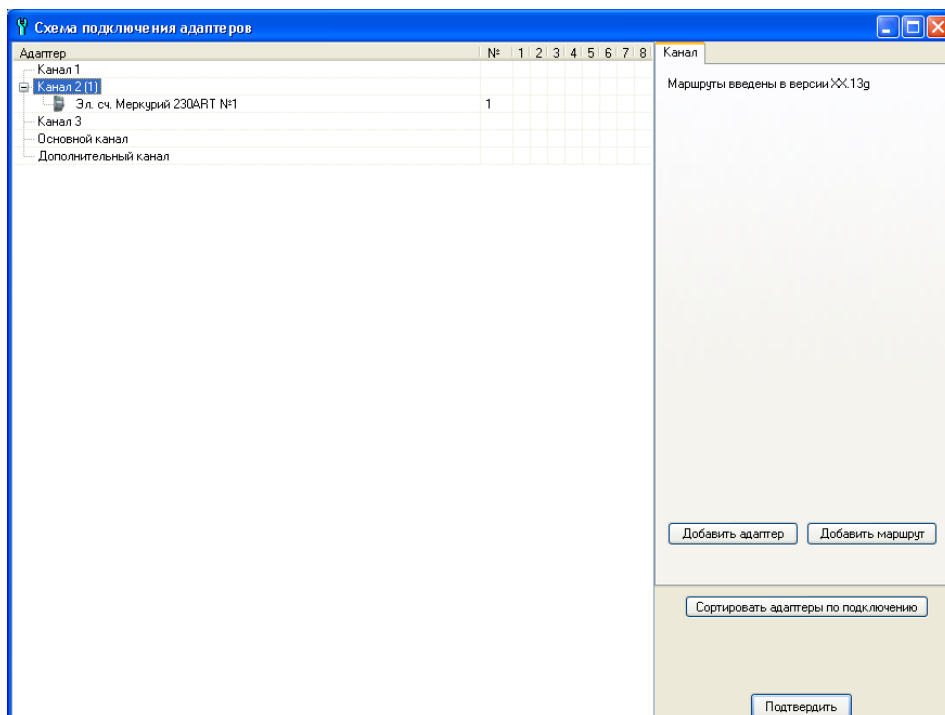 Схема подключения адаптеров
Адаптер № 1 2 3 4 5 6 7 8
Канал 1
Канал 2 (1)
Эл. сч. Меркурий 230ART №1 1
Канал 3
Основной канал
Дополнительный канал
Канал
Маршруты введены в версии XX.13g
Добавить адаптер Добавить маршрут
Сортировать адаптеры по подключению
Подтвердить